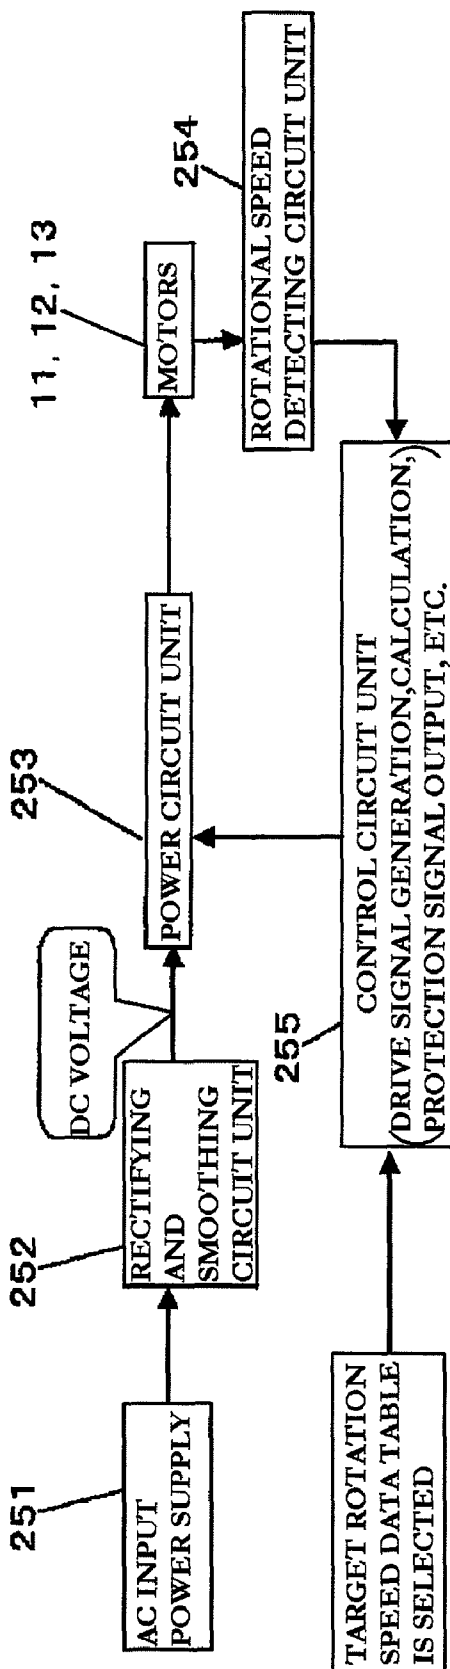 251
AC INPUT
POWER SUPPLY
252
RECTIFYING
AND
SMOOTHING
CIRCUIT UNIT
DC VOLTAGE
253
POWER CIRCUIT UNIT
11, 12, 13
MOTORS
254
ROTATIONAL SPEED
DETECTING CIRCUIT UNIT
255
CONTROL CIRCUIT UNIT
(DRIVE SIGNAL GENERATION,CALCULATION,
PROTECTION SIGNAL OUTPUT, ETC.)
TARGET ROTATION
SPEED DATA TABLE
IS SELECTED